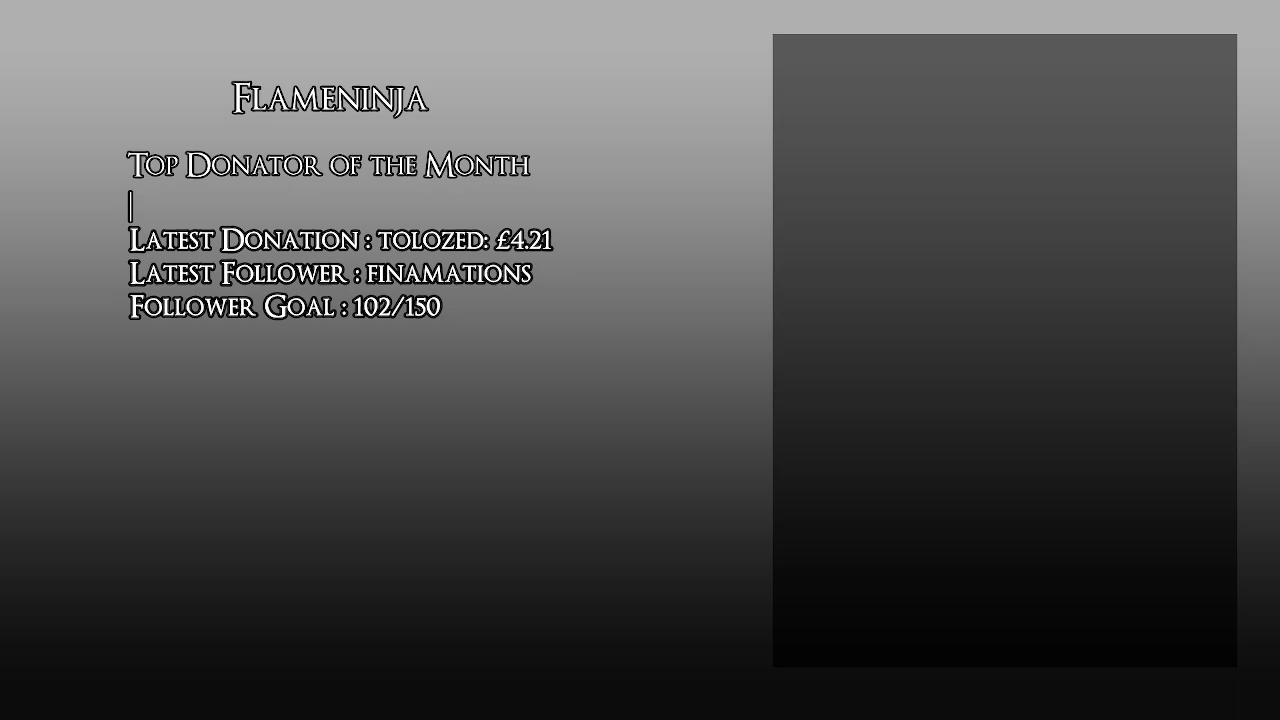 Flameninja
Top Donator of the Month
|
Latest Donation : tolozed: £4.21
Latest Follower : finamations
Follower Goal : 102/150